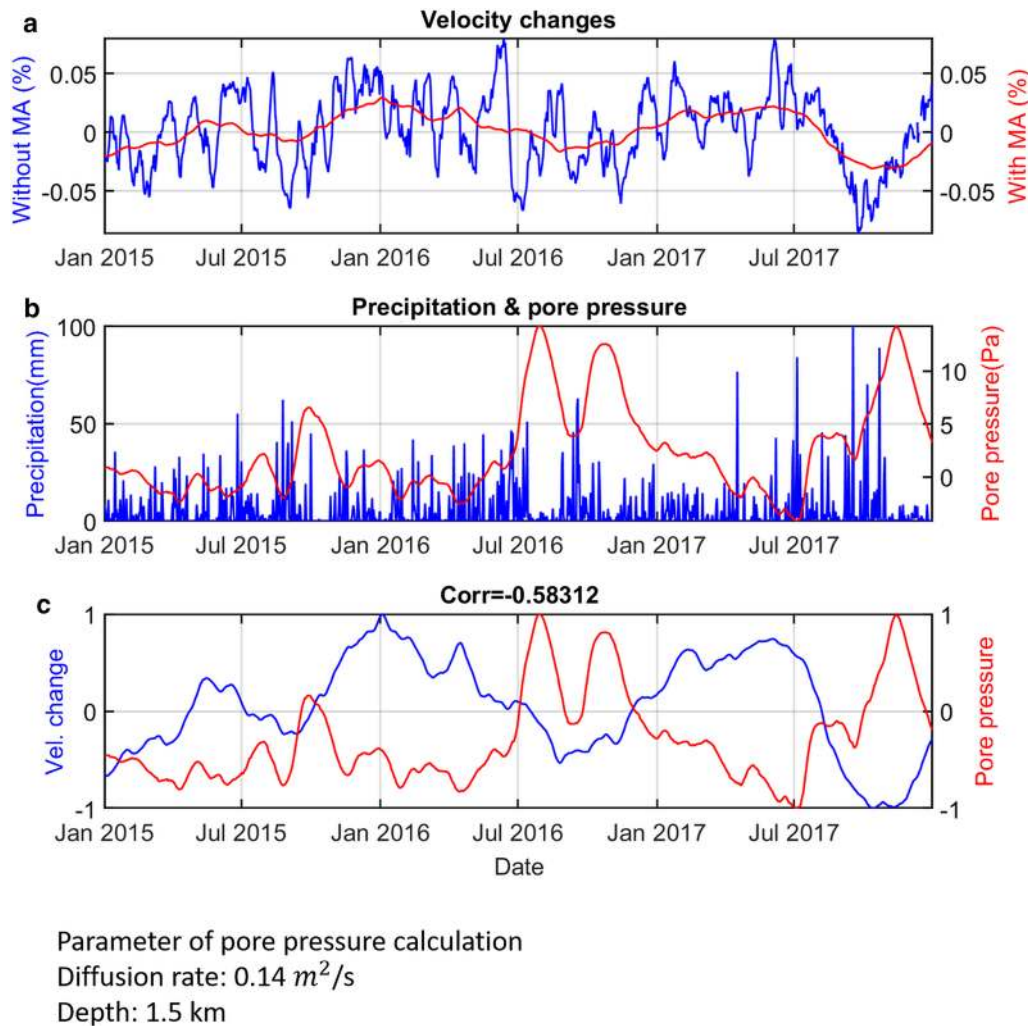 a
Velocity changes
Without MA (%)
0.05
0
-0.05
0.05
0
-0.05
With MA (%)
Jan 2015 Jul 2015 Jan 2016 Jul 2016 Jan 2017 Jul 2017
b
Precipitation & pore pressure
Precipitation(mm)
100
50
0
10
5
0
Pore pressure(Pa)
Jan 2015 Jul 2015 Jan 2016 Jul 2016 Jan 2017 Jul 2017
c
Corr=-0.58312
Vel. change
1
0
-1
1
0
-1
Pore pressure
Jan 2015 Jul 2015 Jan 2016 Jul 2016 Jan 2017 Jul 2017
Date
Parameter of pore pressure calculation
Diffusion rate: 0.14 m²/s
Depth: 1.5 km